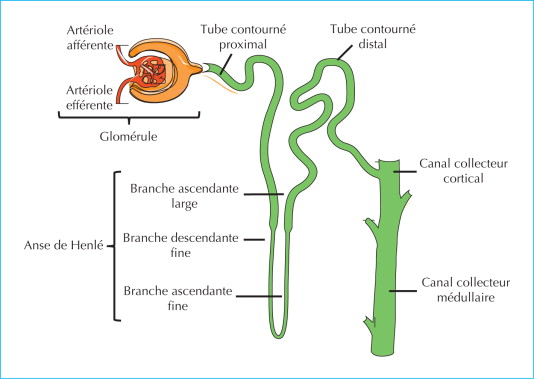 Artériole
afférente
Artériole
efférente
Glomérule
Tube contourné
proximal
Tube contourné
distal
Canal collecteur
cortical
Branche ascendante
large
Anse de Henlé
Branche descendante
fine
Branche ascendante
fine
Canal collecteur
médullaire